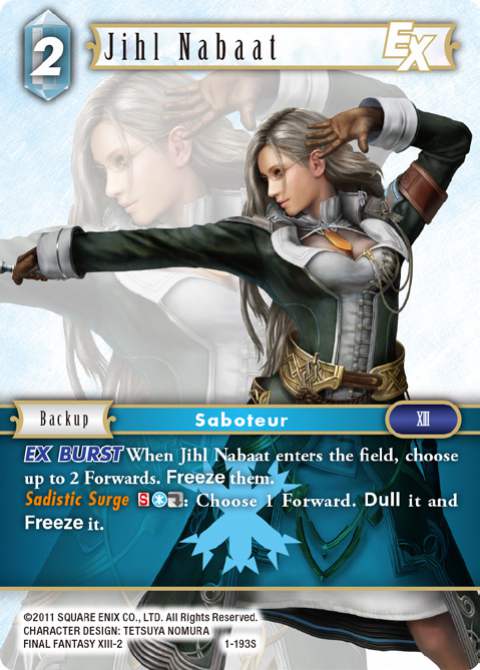 2
Jihl Nabaat
EX
Backup
Saboteur
XIII
EX BURST When Jihl Nabaat enters the field, choose
up to 2 Forwards. Freeze them.
Sadistic Surge S : Choose 1 Forward. Dull it and
Freeze it.
©2011 SQUARE ENIX CO., LTD. All Rights Reserved.
CHARACTER DESIGN: TETSUYA NOMURA
FINAL FANTASY XIII-2 1-193S